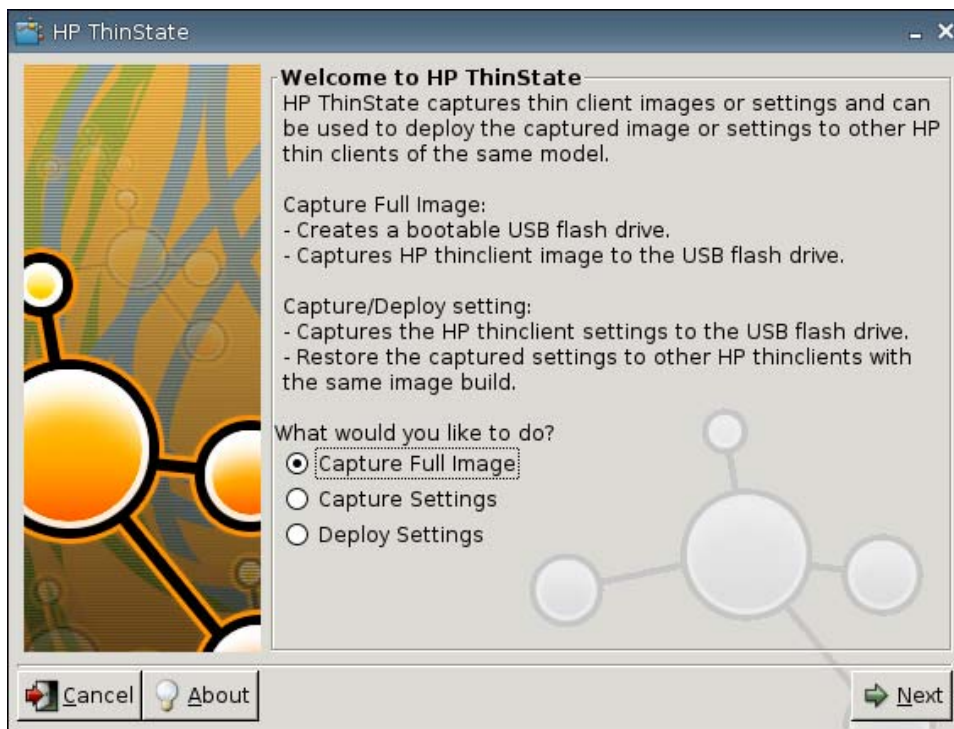 HP ThinState
Welcome to HP ThinState
HP ThinState captures thin client images or settings and can
be used to deploy the captured image or settings to other HP
thin clients of the same model.
Capture Full Image:
- Creates a bootable USB flash drive.
- Captures HP thinclient image to the USB flash drive.
Capture/Deploy setting:
- Captures the HP thinclient settings to the USB flash drive.
- Restore the captured settings to other HP thinclients with
the same image build.
What would you like to do?
Capture Full Image
Capture Settings
Deploy Settings
Cancel
About
Next